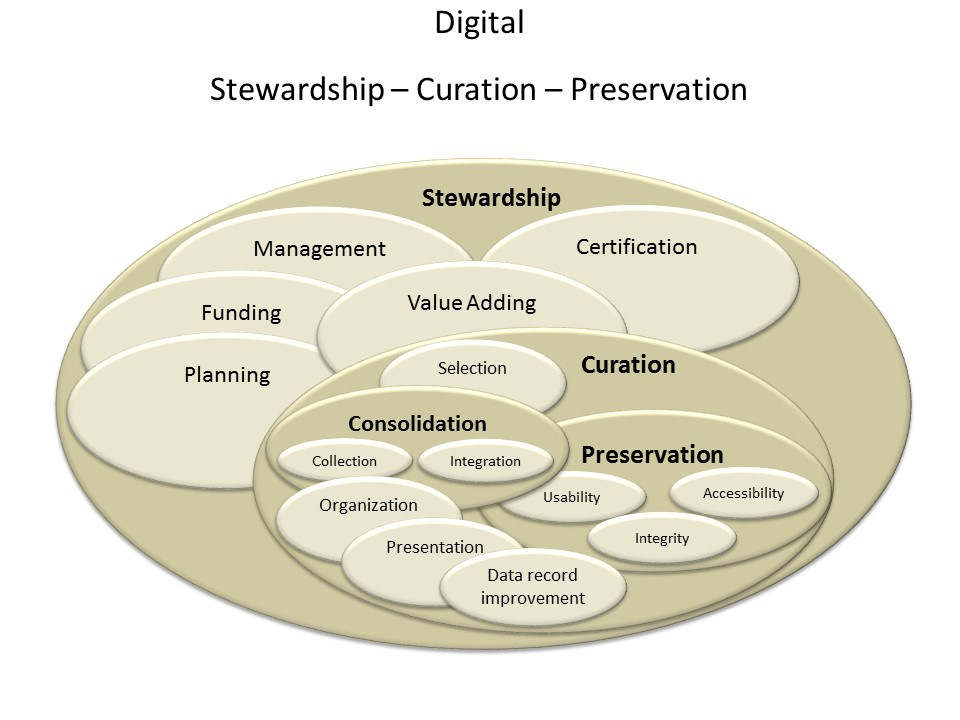 Digital
Stewardship – Curation – Preservation
Stewardship
Management
Certification
Funding
Value Adding
Planning
Selection
Curation
Consolidation
Collection
Integration
Preservation
Usability
Accessibility
Organization
Integrity
Presentation
Data record
improvement